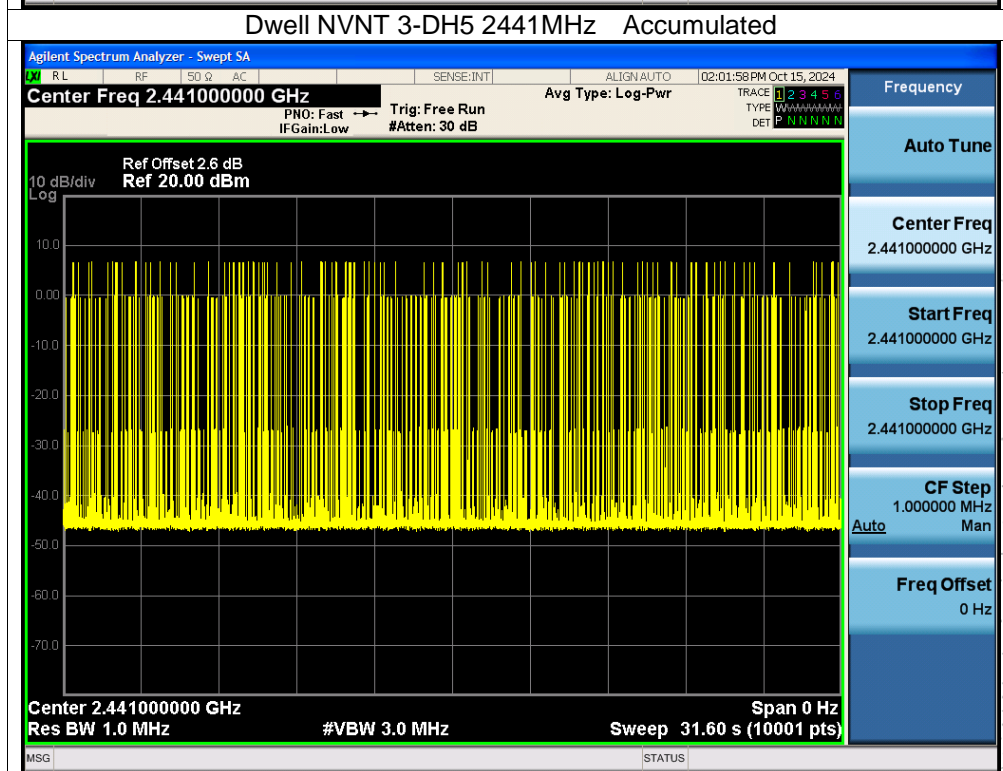 Dwell NVNT 3-DH5 2441MHz Accumulated
Agilent Spectrum Analyzer - Swept SA
LXI RL RF 50 Ω AC SENSE:INT ALIGN AUTO 02:01:58 PM Oct 15, 2024
Center Freq 2.441000000 GHz
PNO: Fast
IFGain:Low
Trig: Free Run
#Atten: 30 dB
Avg Type: Log-Pwr
TRACE 1 2 3 4 5 6
TYPE WWWWWWW
DET P N N N N N
Ref Offset 2.6 dB
10 dB/div Ref 20.00 dBm
Log
10.0
0.00
-10.0
-20.0
-30.0
-40.0
-50.0
-60.0
-70.0
Center 2.441000000 GHz Span 0 Hz
Res BW 1.0 MHz #VBW 3.0 MHz Sweep 31.60 s (10001 pts)
MSG STATUS
Frequency
Auto Tune
Center Freq
2.441000000 GHz
Start Freq
2.441000000 GHz
Stop Freq
2.441000000 GHz
CF Step
1.000000 MHz
Auto Man
Freq Offset
0 Hz